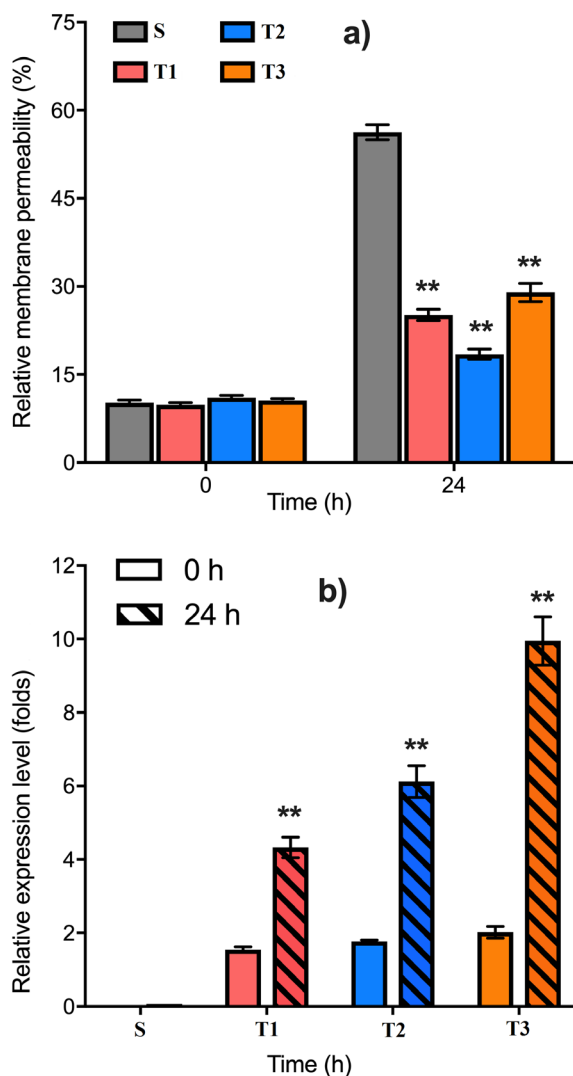 75
60
45
30
15
0
Relative membrane permeability (%)
S
T2
T1
T3
a)
**
**
**
0
24
Time (h)
12
10
8
6
4
2
0
Relative expression level (folds)
0 h
24 h
b)
**
**
**
S
T1
T2
T3
Time (h)